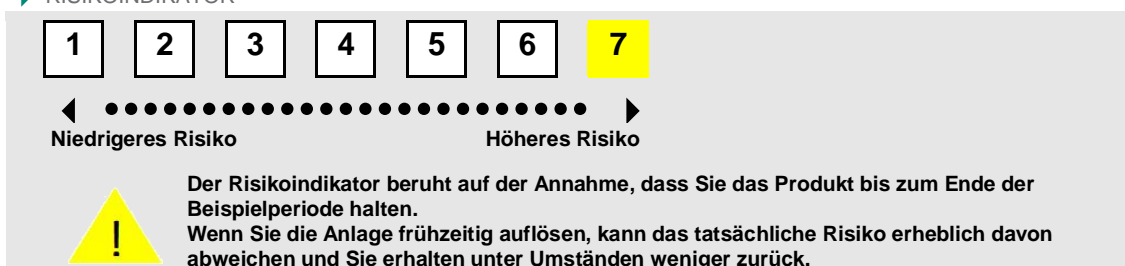 RISIKOINDIKATOR
1 2 3 4 5 6 7
Niedrigeres Risiko Höheres Risiko
Der Risikoindikator beruht auf der Annahme, dass Sie das Produkt bis zum Ende der
Beispielperiode halten.
! Wenn Sie die Anlage frühzeitig auflösen, kann das tatsächliche Risiko erheblich davon
abweichen und Sie erhalten unter Umständen weniger zurück.